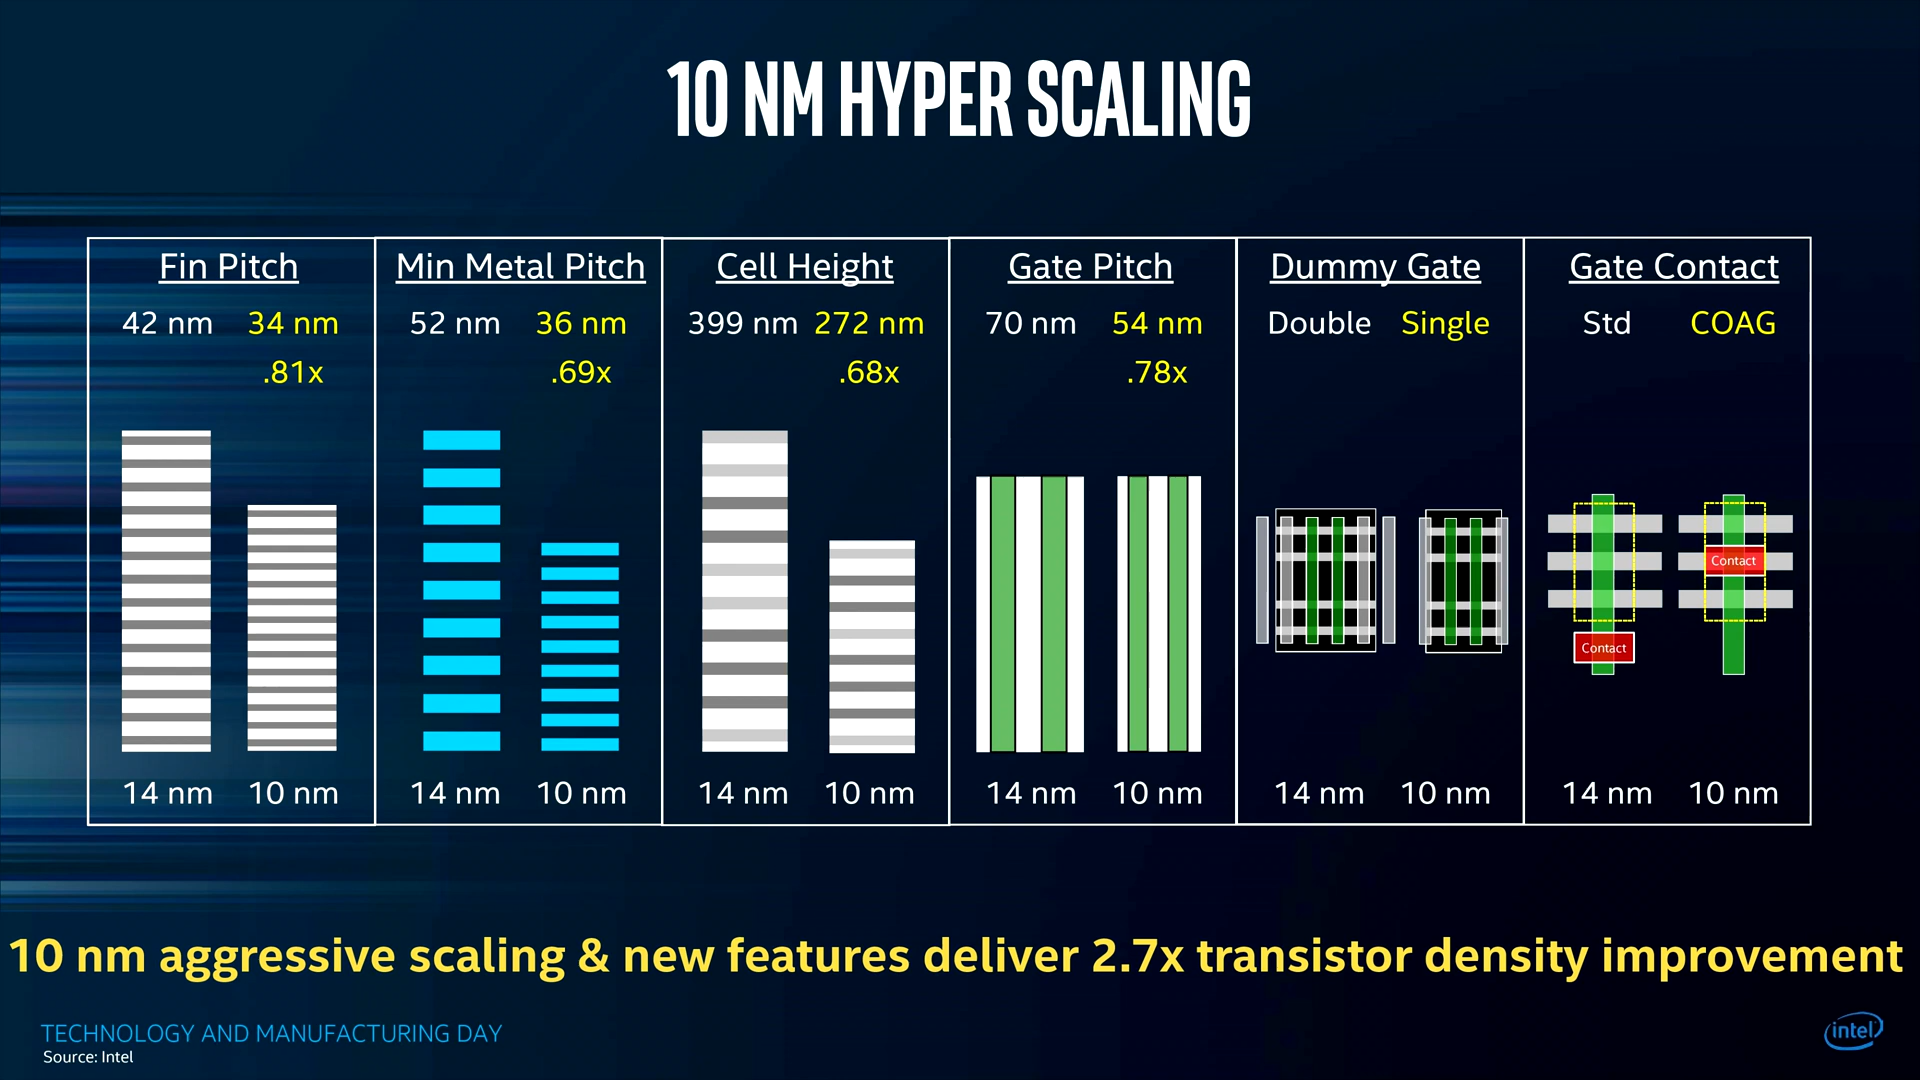 10 NM HYPER SCALING
Fin Pitch
42 nm 34 nm
.81x
14 nm 10 nm
Min Metal Pitch
52 nm 36 nm
.69x
14 nm 10 nm
Cell Height
399 nm 272 nm
.68x
14 nm 10 nm
Gate Pitch
70 nm 54 nm
.78x
14 nm 10 nm
Dummy Gate
Double Single
14 nm 10 nm
Gate Contact
Std COAG
Contact
Contact
14 nm 10 nm
10 nm aggressive scaling & new features deliver 2.7x transistor density improvement
TECHNOLOGY AND MANUFACTURING DAY
Source: Intel
intel